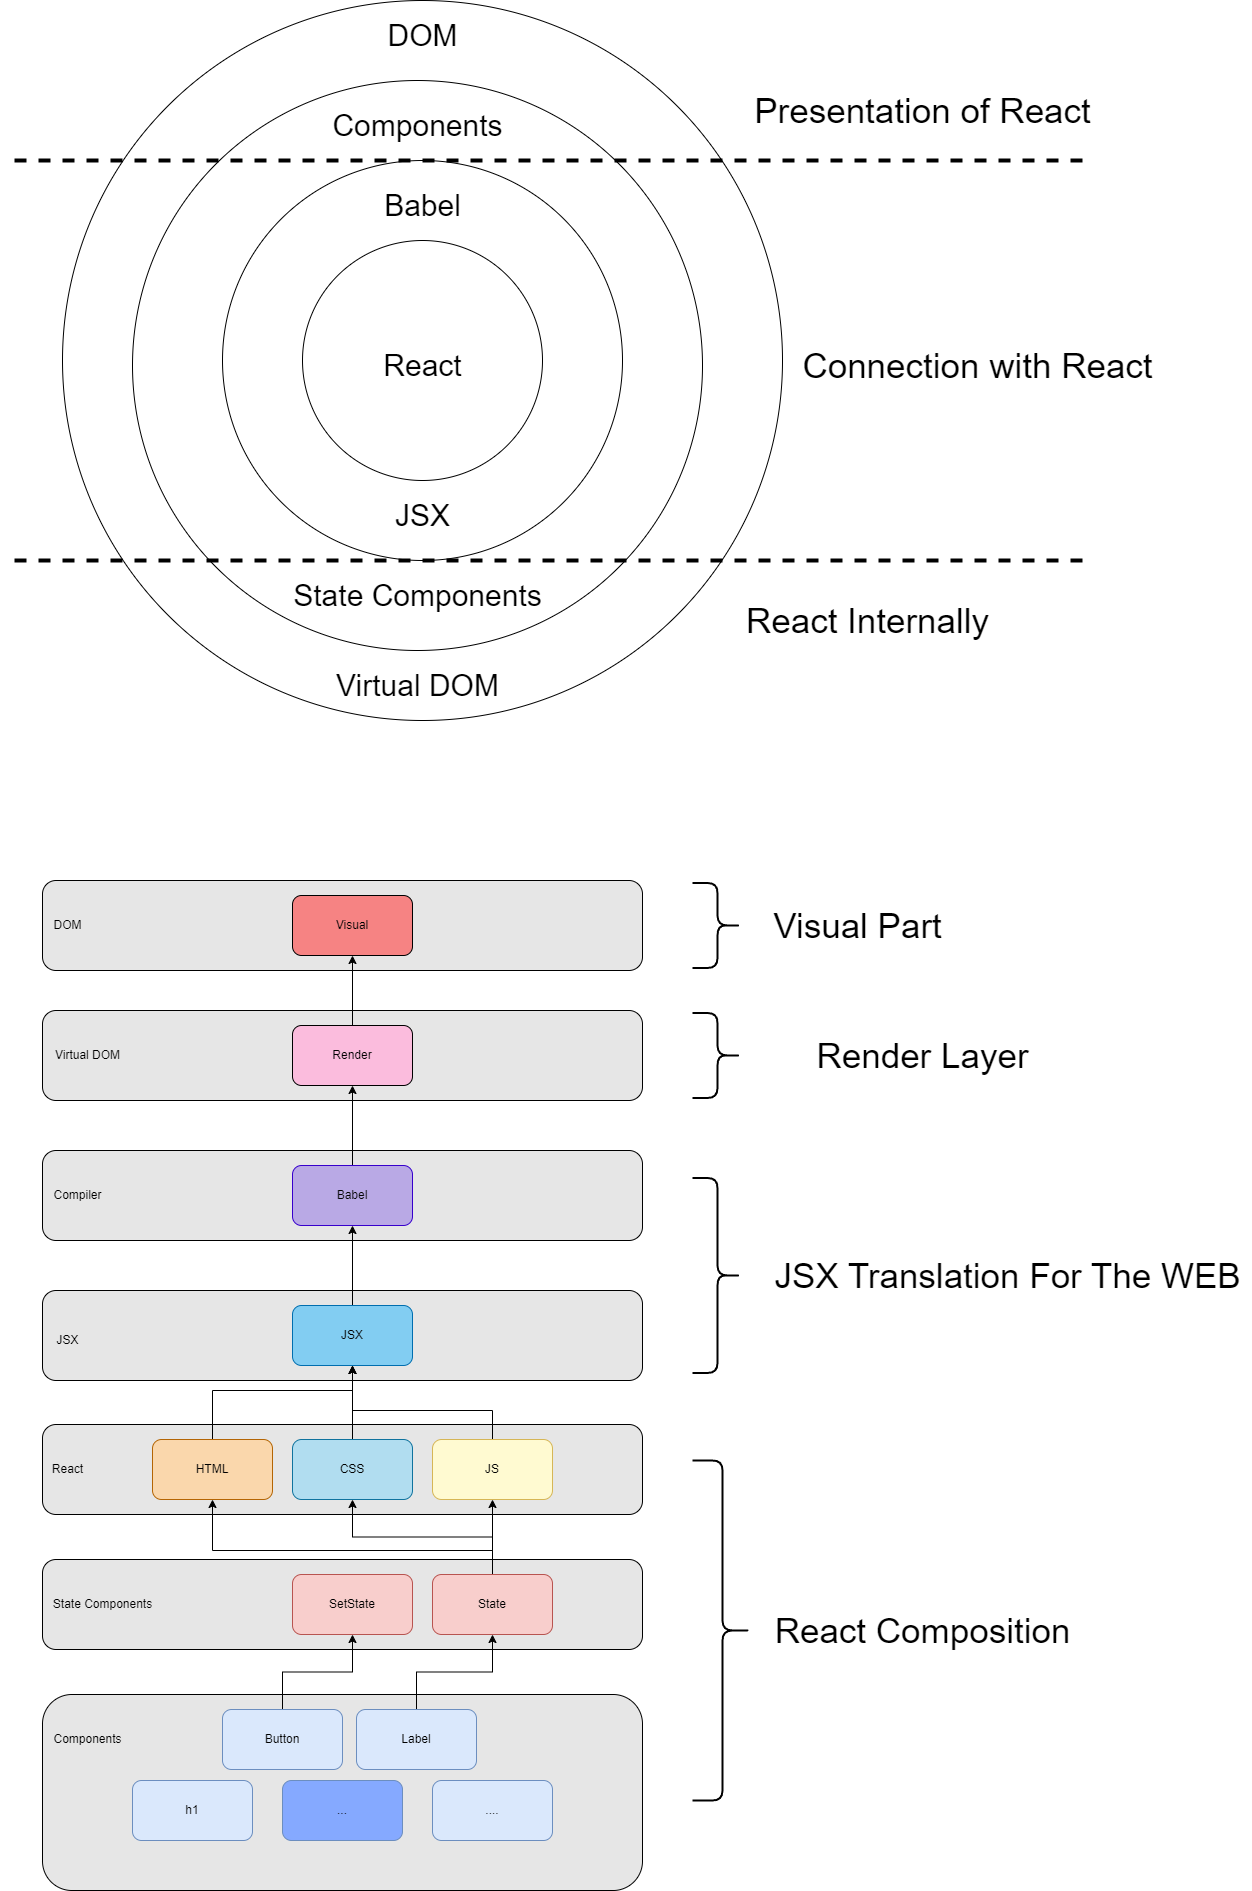 DOM
Presentation of React
Components
Babel
React
Connection with React
JSX
State Components
React Internally
Virtual DOM
DOM
Visual
Visual Part
Virtual DOM
Render
Render Layer
Compiler
Babel
JSX Translation For The WEB
JSX
JSX
React
HTML
CSS
JS
State Components
SetState
State
React Composition
Components
Button
Label
h1
...
....